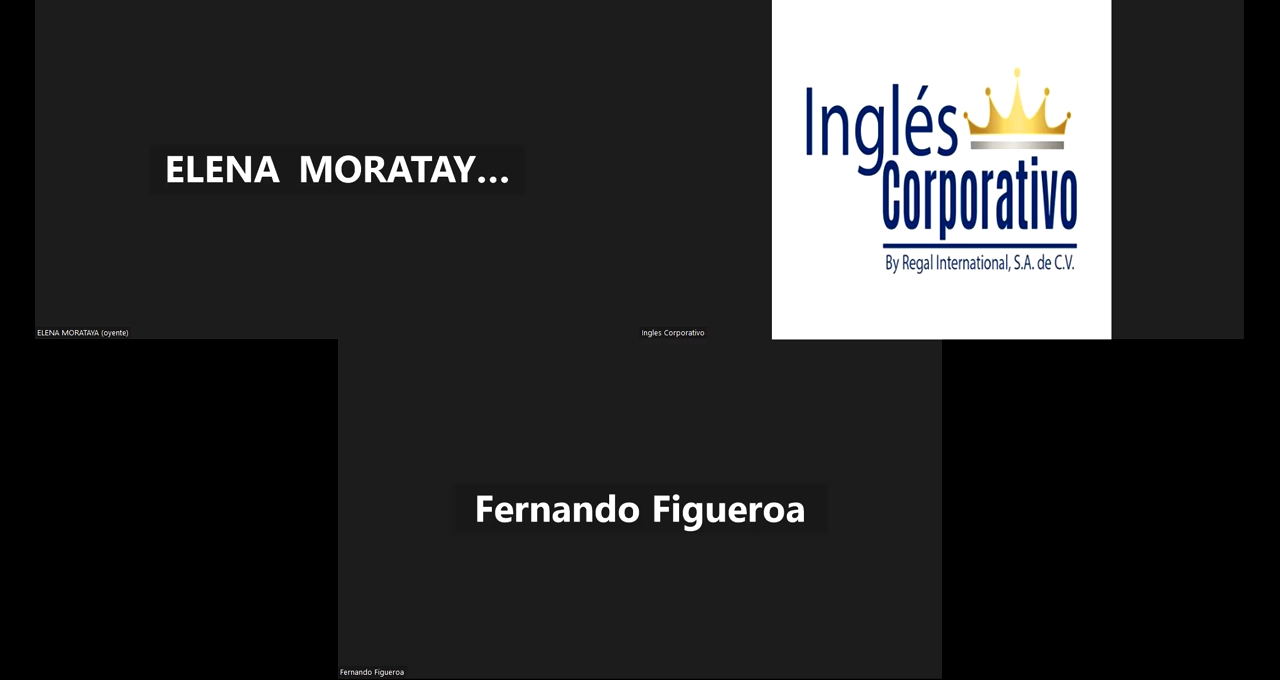 ELENA MORATAY...
ELENA MORATAYA (oyente)
Inglés
Corporativo
By Regal International, S.A. de C.V.
Ingles Corporativo
Fernando Figueroa
Fernando Figueroa